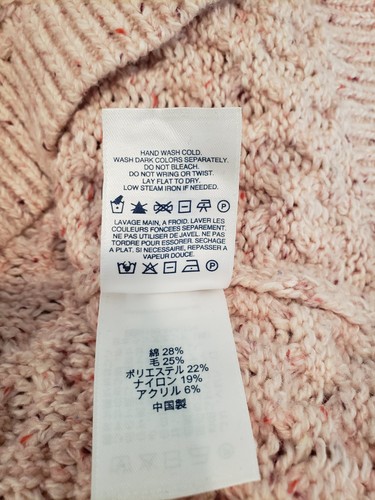 HAND WASH COLD.
WASH DARK COLORS SEPARATELY.
DO NOT BLEACH.
DO NOT WRING OR TWIST.
LAY FLAT TO DRY.
LOW STEAM IRON IF NEEDED.
P
LAVAGE MAIN, A FROID. LAVER LES
COULEURS FONCEES SEPAREMENT.
NE PAS UTILISER DE JAVEL. NE PAS
TORDRE POUR ESSORER. SECHAGE
A PLAT. SI NECESSAIRE, REPASSER A
VAPEUR DOUCE.
P
綿 28%
毛 25%
ポリエステル 22%
ナイロン 19%
アクリル 6%
中国製